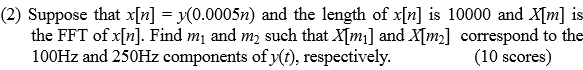 (2) Suppose that x[n] = y(0.0005n) and the length of x[n] is 10000 and X[m] is
the FFT of x[n]. Find m₁ and m₂ such that X[m₁] and X[m₂] correspond to the
100Hz and 250Hz components of y(t), respectively. (10 scores)